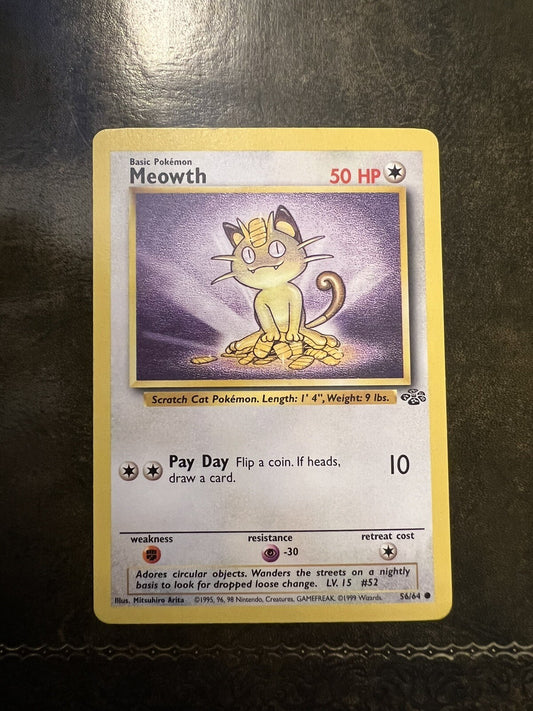 Basic Pokémon
Meowth
50 HP
Scratch Cat Pokémon. Length: 1' 4", Weight: 9 lbs.
Pay Day Flip a coin. If heads,
draw a card.
10
weakness
resistance
retreat cost
-30
Adores circular objects. Wanders the streets on a nightly
basis to look for dropped loose change. LV. 15 #52
Illus. Mitsuhiro Arita ©1995, 96, 98 Nintendo, Creatures, GAMEFREAK. ©1999 Wizards. 56/64